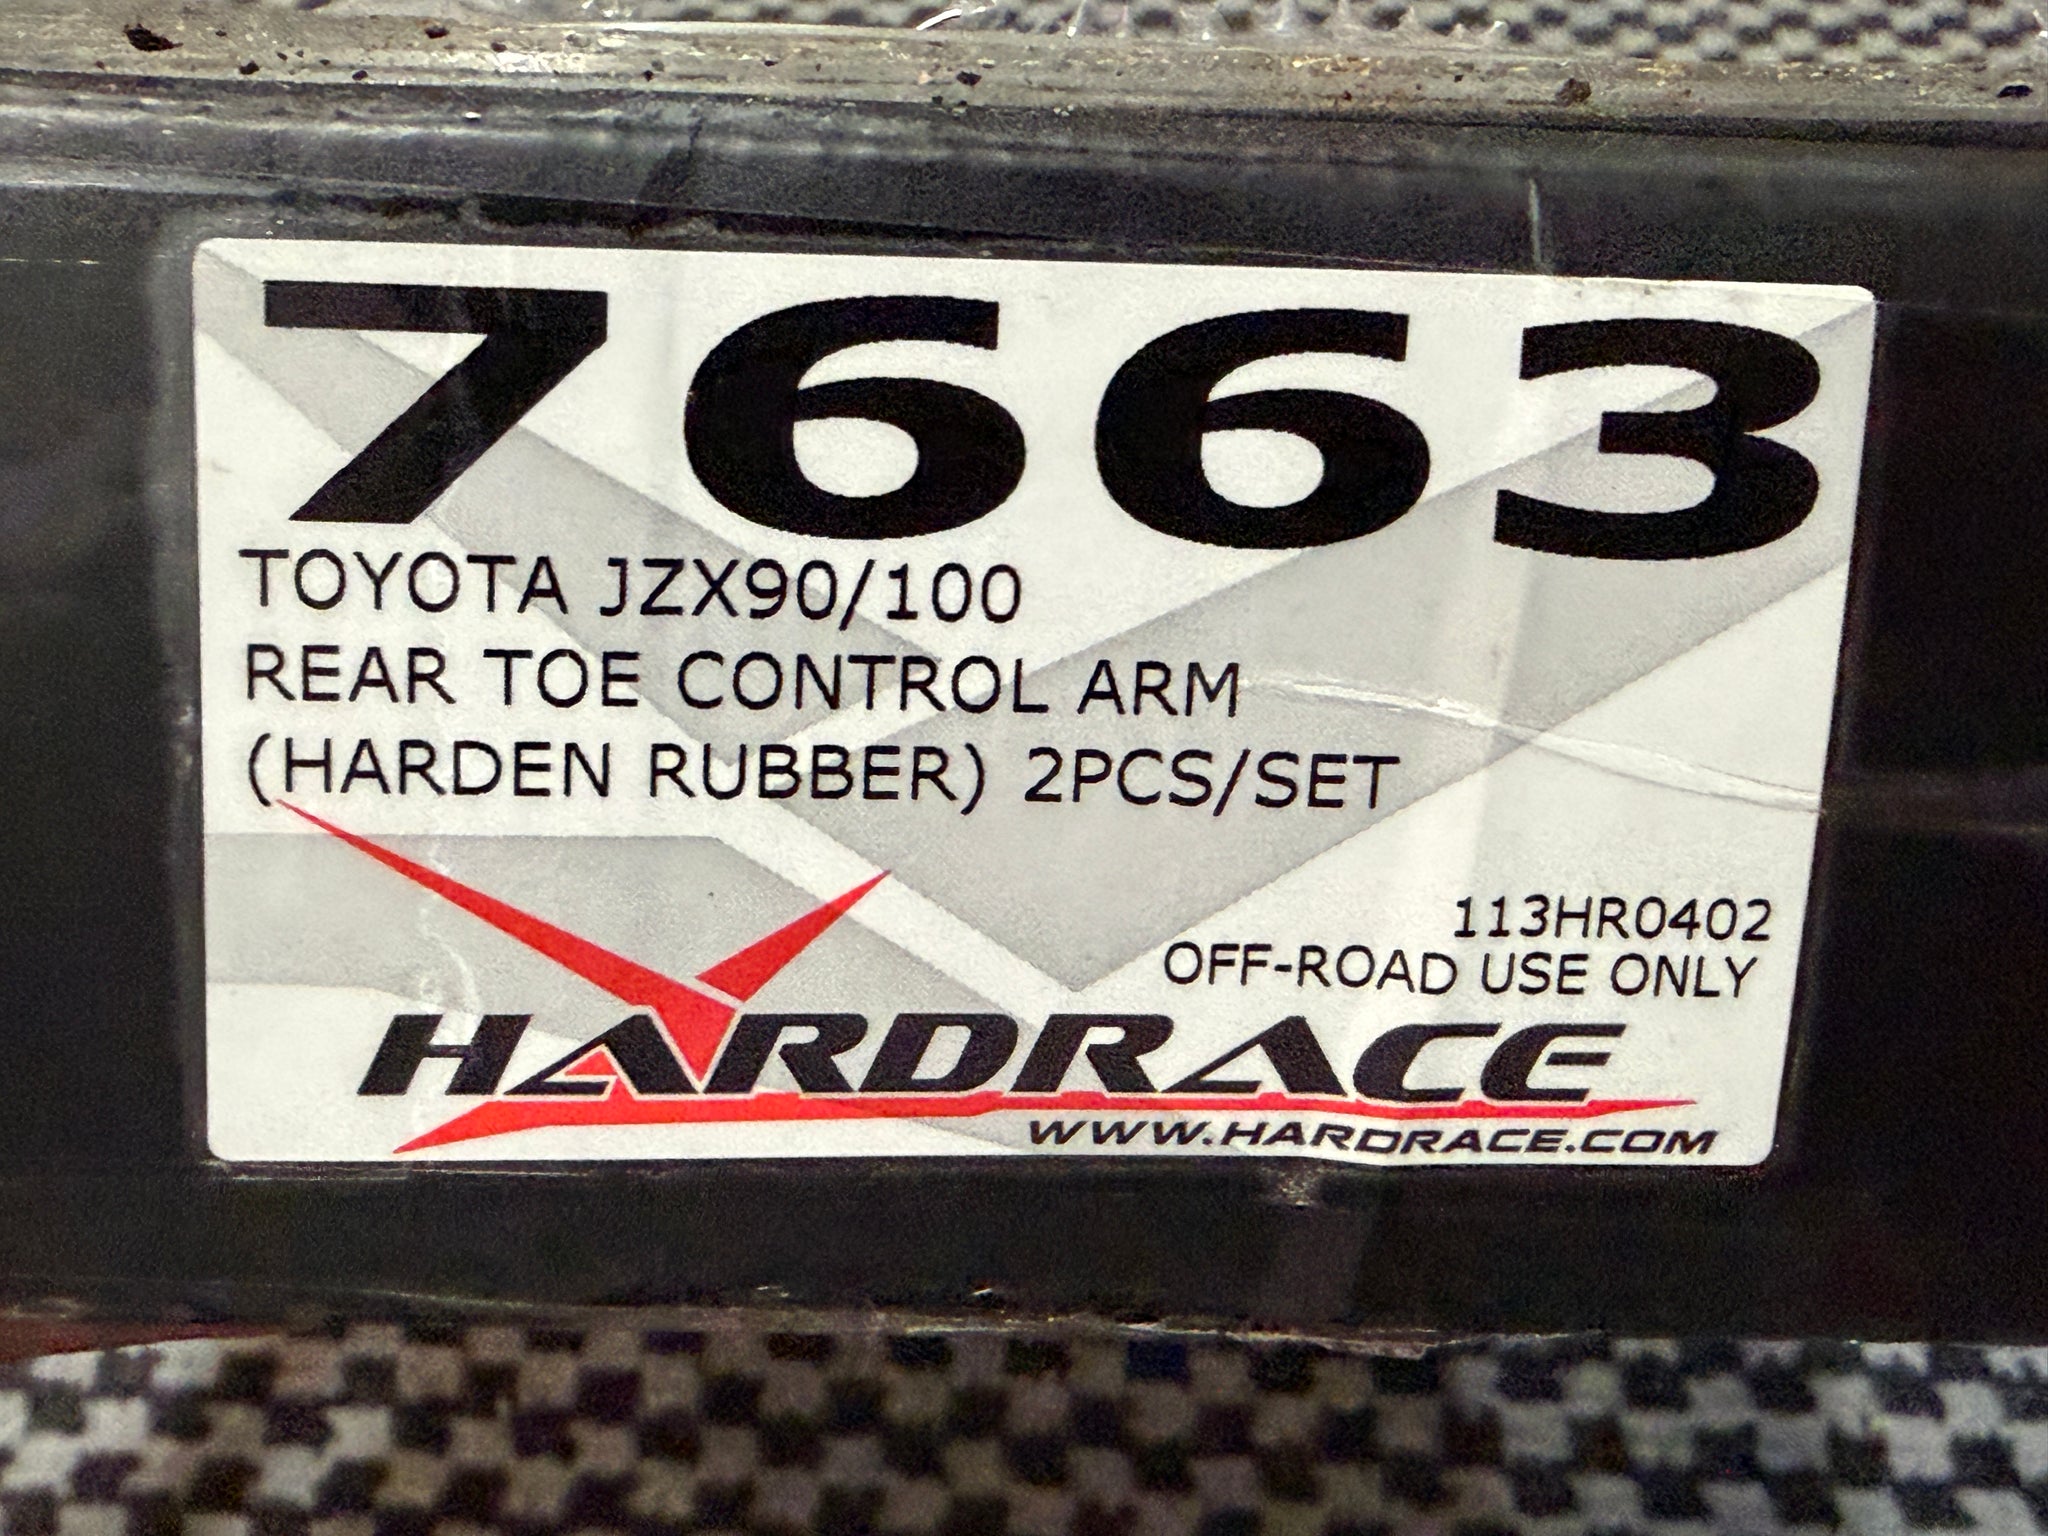 7663
TOYOTA JZX90/100
REAR TOE CONTROL ARM
(HARDEN RUBBER) 2PCS/SET
113HR0402
OFF-ROAD USE ONLY
HARDRACE
WWW.HARDRACE.COM